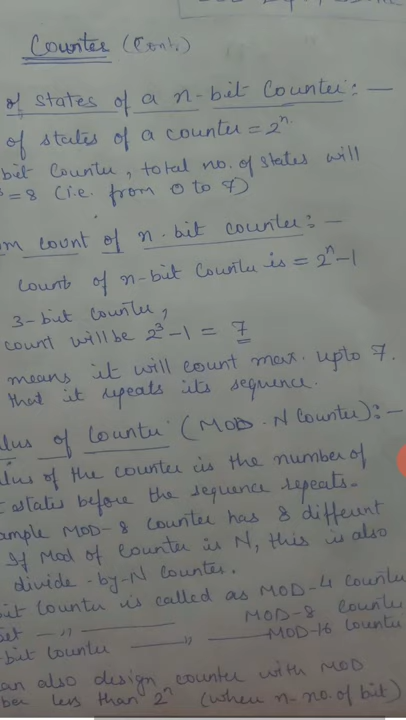 Counter (Cont.)
of states of a n-bit Counter: —
of states of a counter = 2ⁿ
bit Counter, total no. of states will
= 8 (i.e. from 0 to 7)
m count of n-bit counter: —
Count of n-bit Counter is = 2ⁿ-1
3-bit Counter,
count will be 2³-1 = 7
means it will count max. upto 7.
that it repeats its sequence.
lus of Counter (MOD-N Counter): —
lus of the counter is the number of
states before the sequence repeats.
ample MOD-8 Counter has 8 different
If Mod of Counter is N, this is also
divide-by-N Counter.
bit Counter is called as MOD-4 Counte
MOD-8 Counte
bit Counter — „ — MOD-16 Counte
an also design counter with MOD
ber less than 2ⁿ (when n-no. of bit)